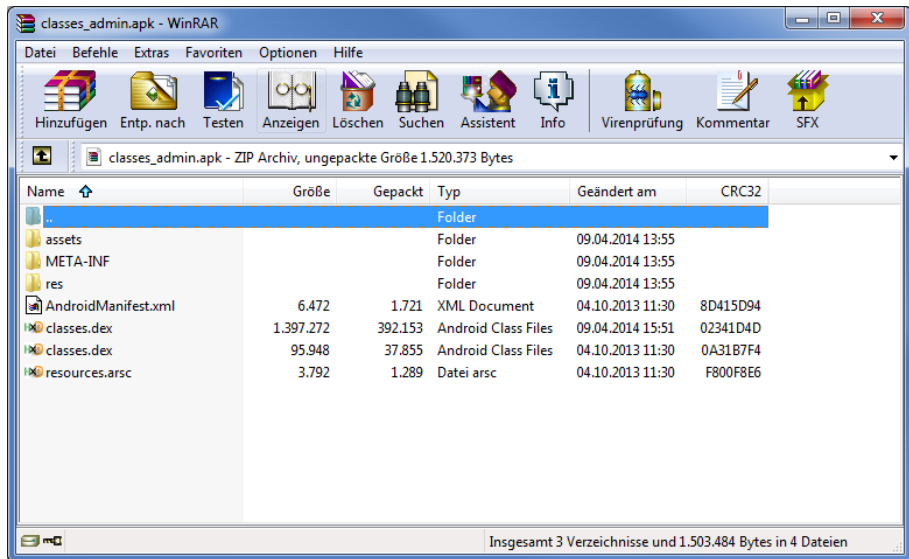 classes_admin.apk - WinRAR
Datei Befehle Extras Favoriten Optionen Hilfe
Hinzufügen Entp. nach Testen Anzeigen Löschen Suchen Assistent Info Virenprüfung Kommentar SFX
classes_admin.apk - ZIP Archiv, ungepackte Größe 1.520.373 Bytes
Name Größe Gepackt Typ Geändert am CRC32
.. Folder
assets Folder 09.04.2014 13:55
META-INF Folder 09.04.2014 13:55
res Folder 09.04.2014 13:55
AndroidManifest.xml 6.472 1.721 XML Document 04.10.2013 11:30 8D415D94
classes.dex 1.397.272 392.153 Android Class Files 09.04.2014 15:51 02341D4D
classes.dex 95.948 37.855 Android Class Files 04.10.2013 11:30 0A31B7F4
resources.arsc 3.792 1.289 Datei arsc 04.10.2013 11:30 F800F8E6
Insgesamt 3 Verzeichnisse und 1.503.484 Bytes in 4 Dateien